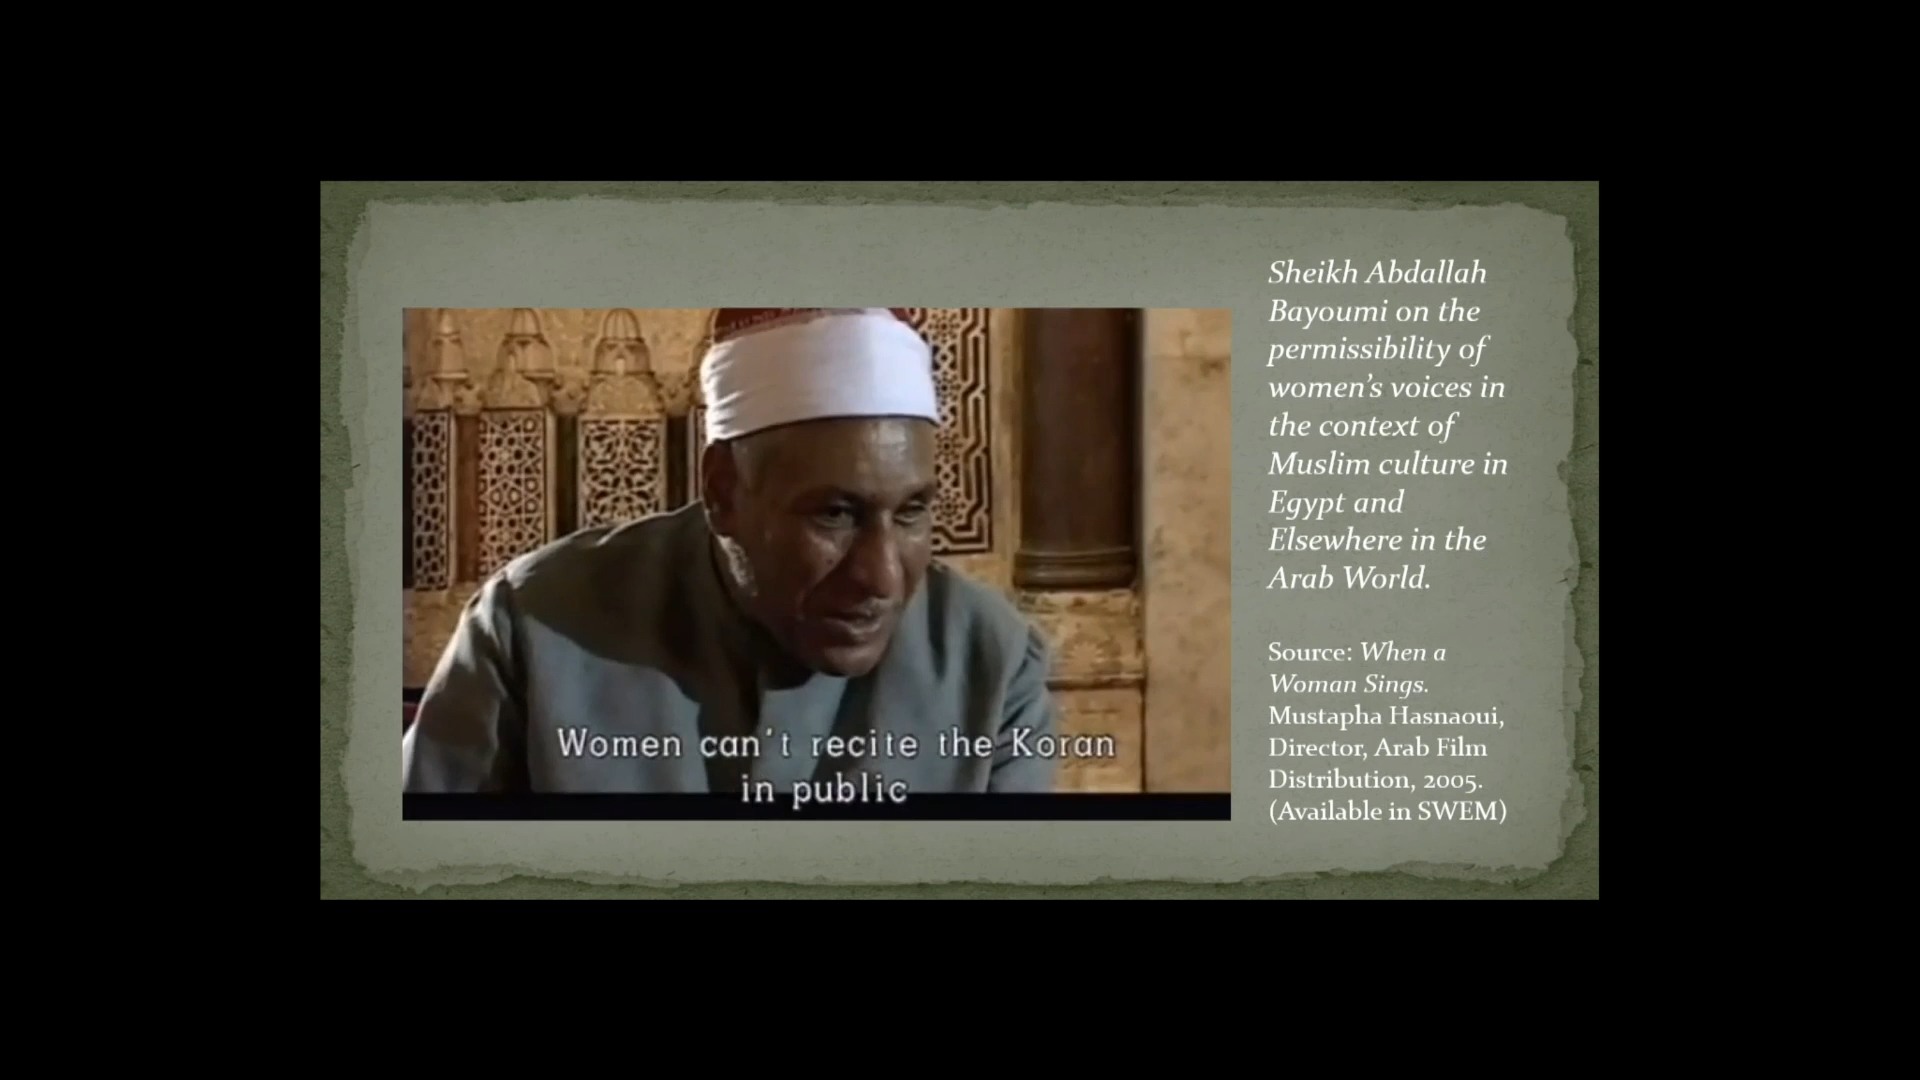 Women can't recite the Koran
in public
Sheikh Abdallah
Bayoumi on the
permissibility of
women's voices in
the context of
Muslim culture in
Egypt and
Elsewhere in the
Arab World.
Source: When a
Woman Sings.
Mustapha Hasnaoui,
Director, Arab Film
Distribution, 2005.
(Available in SWEM)